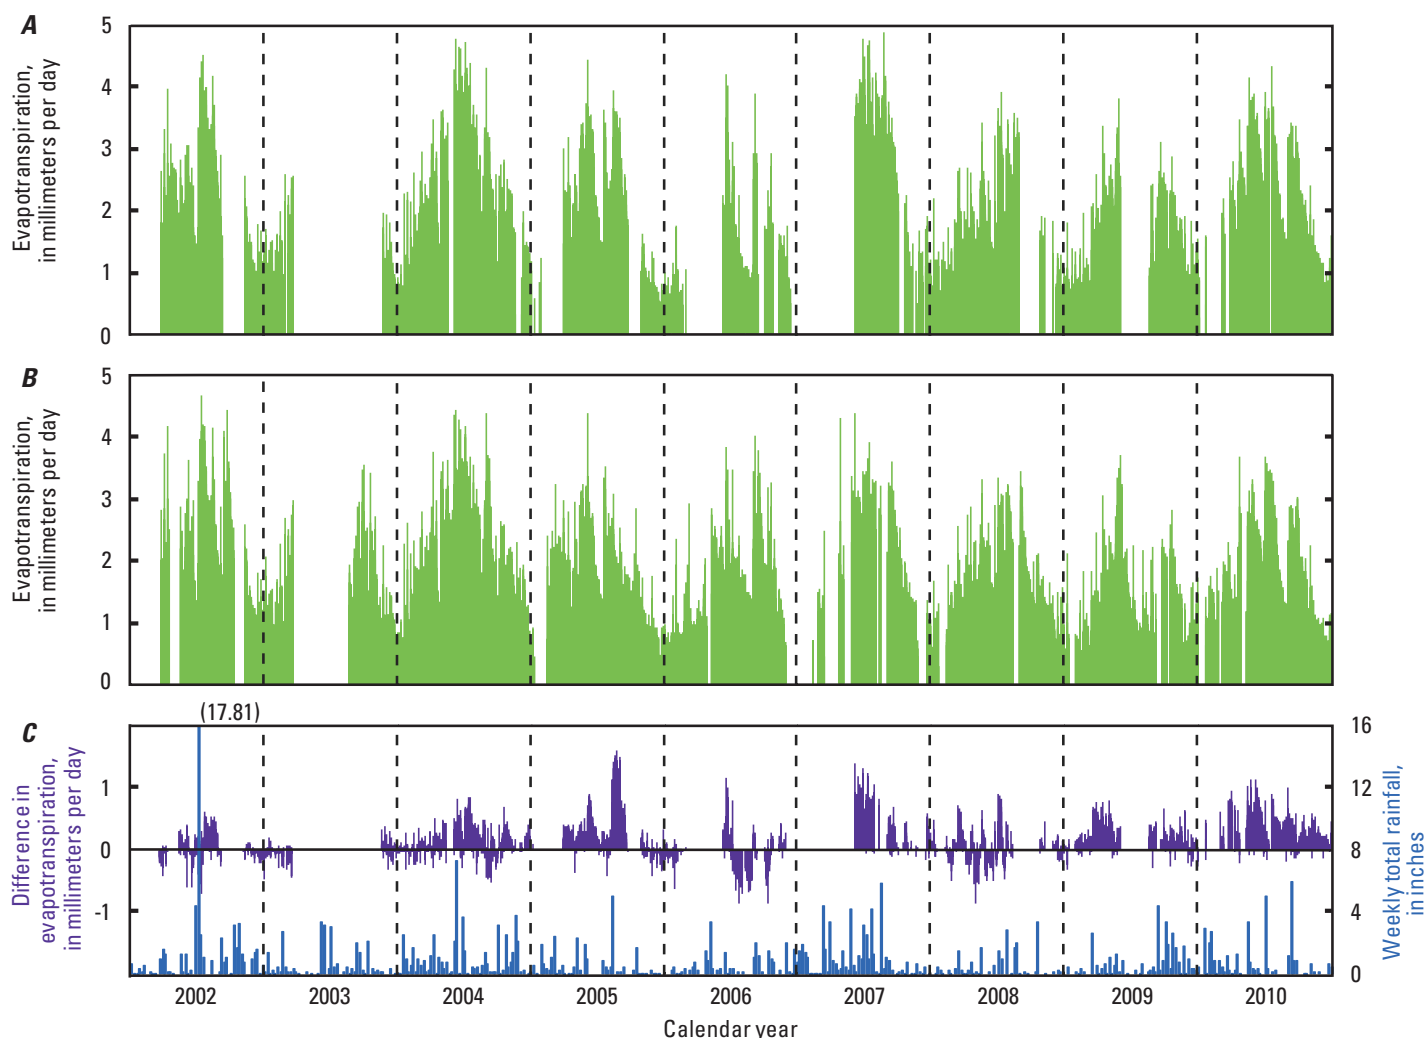 A
Evapotranspiration,
in millimeters per day
5
4
3
2
1
0
B
Evapotranspiration,
in millimeters per day
5
4
3
2
1
0
(17.81)
C
Difference in
evapotranspiration,
in millimeters per day
1
0
-1
16
12
8
4
0
Weekly total rainfall,
in inches
2002 2003 2004 2005 2006 2007 2008 2009 2010
Calendar year